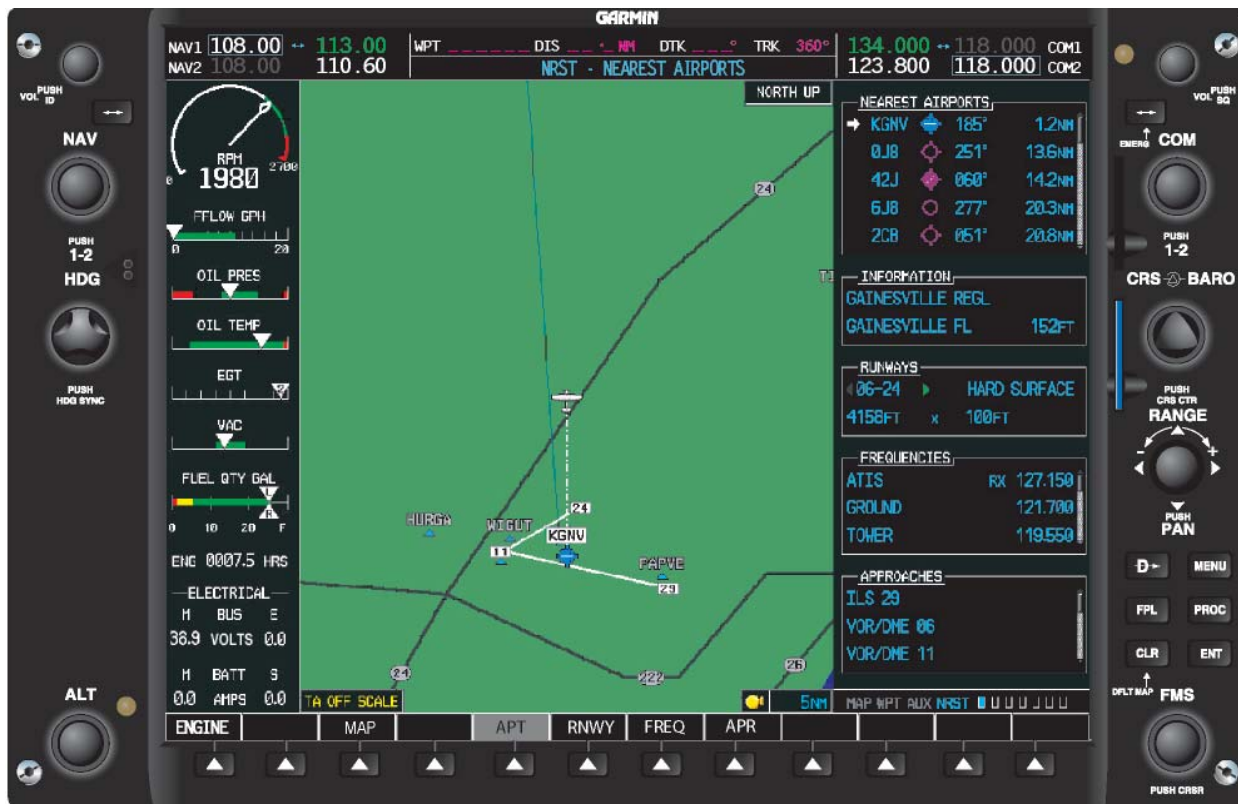 GARMIN
NAV1 108.00 ↔ 113.00
NAV2 108.00 110.60
WPT _ _ _ _ _ _ DIS _ _ ._ NM DTK _ _ _° TRK 360°
NRST - NEAREST AIRPORTS
134.000 ↔ 118.000 COM1
123.800 118.000 COM2
VOL PUSH ID
NAV
PUSH
1-2
HDG
PUSH
HDG SYNC
ALT
RPM
1980
0 2700
FFLOW GPH
0 20
OIL PRES
OIL TEMP
EGT
VAC
FUEL QTY GAL
L
R
0 10 20 F
ENG 0007.5 HRS
ELECTRICAL
M BUS E
38.9 VOLTS 0.0
M BATT S
0.0 AMPS 0.0
NORTH UP
24
TI
24
HURGA
WIGUT
KGNV
11
PAPVE
29
24
222
26
TA OFF SCALE
5NM
NEAREST AIRPORTS
KGNV 185° 1.2NM
0J8 251° 13.6NM
42J 060° 14.2NM
6J8 277° 20.3NM
2CB 051° 20.8NM
INFORMATION
GAINESVILLE REGL
GAINESVILLE FL 152FT
RUNWAYS
06-24 HARD SURFACE
4158FT x 100FT
FREQUENCIES
ATIS RX 127.150
GROUND 121.700
TOWER 119.550
APPROACHES
ILS 29
VOR/DME 06
VOR/DME 11
MAP WPT AUX NRST
ENGINE MAP APT RNWY FREQ APR
VOL PUSH SQ
EMERG
COM
PUSH
1-2
CRS BARO
PUSH
CRS CTR
RANGE
- +
PUSH
PAN
D MENU
FPL PROC
CLR ENT
DFLT MAP FMS
PUSH CRSR